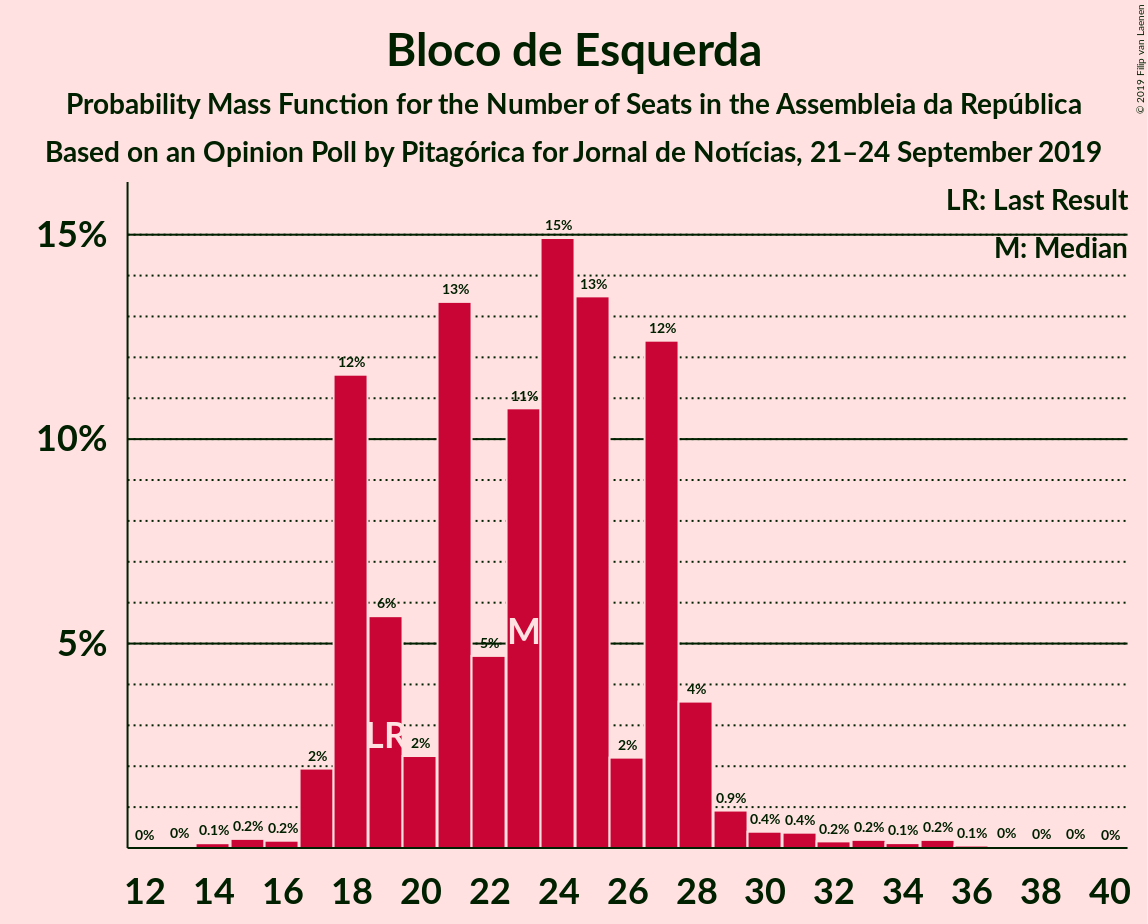 Bloco de Esquerda
Probability Mass Function for the Number of Seats in the Assembleia da República
Based on an Opinion Poll by Pitagórica for Jornal de Notícias, 21–24 September 2019
© 2019 Filip van Laenen
LR: Last Result
M: Median
15%
10%
5%
0% 0% 0.1% 0.2% 0.2% 2% 12% 6% 2% 13% 5% 11% 15% 13% 2% 12% 4% 0.9% 0.4% 0.4% 0.2% 0.2% 0.1% 0.2% 0.1% 0% 0% 0% 0%
LR
M
12 14 16 18 20 22 24 26 28 30 32 34 36 38 40